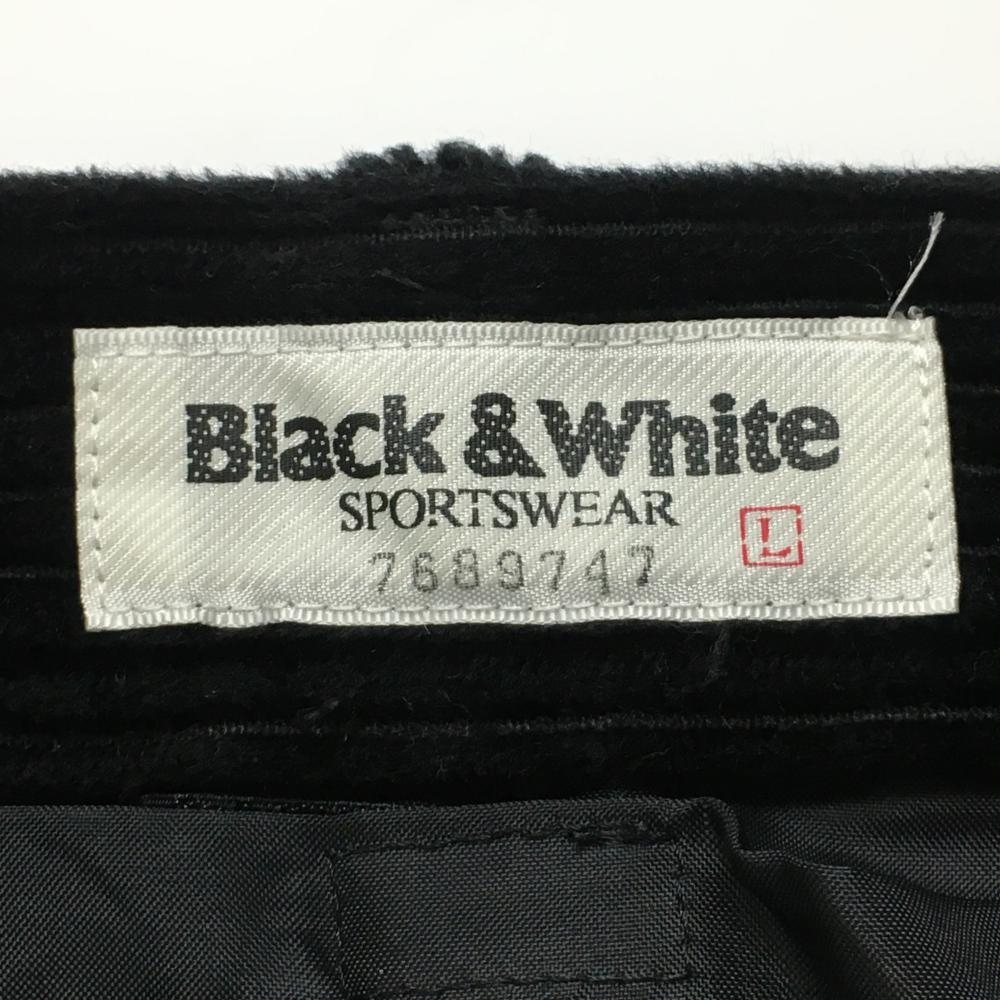 Black & White
SPORTSWEAR
7689747
L